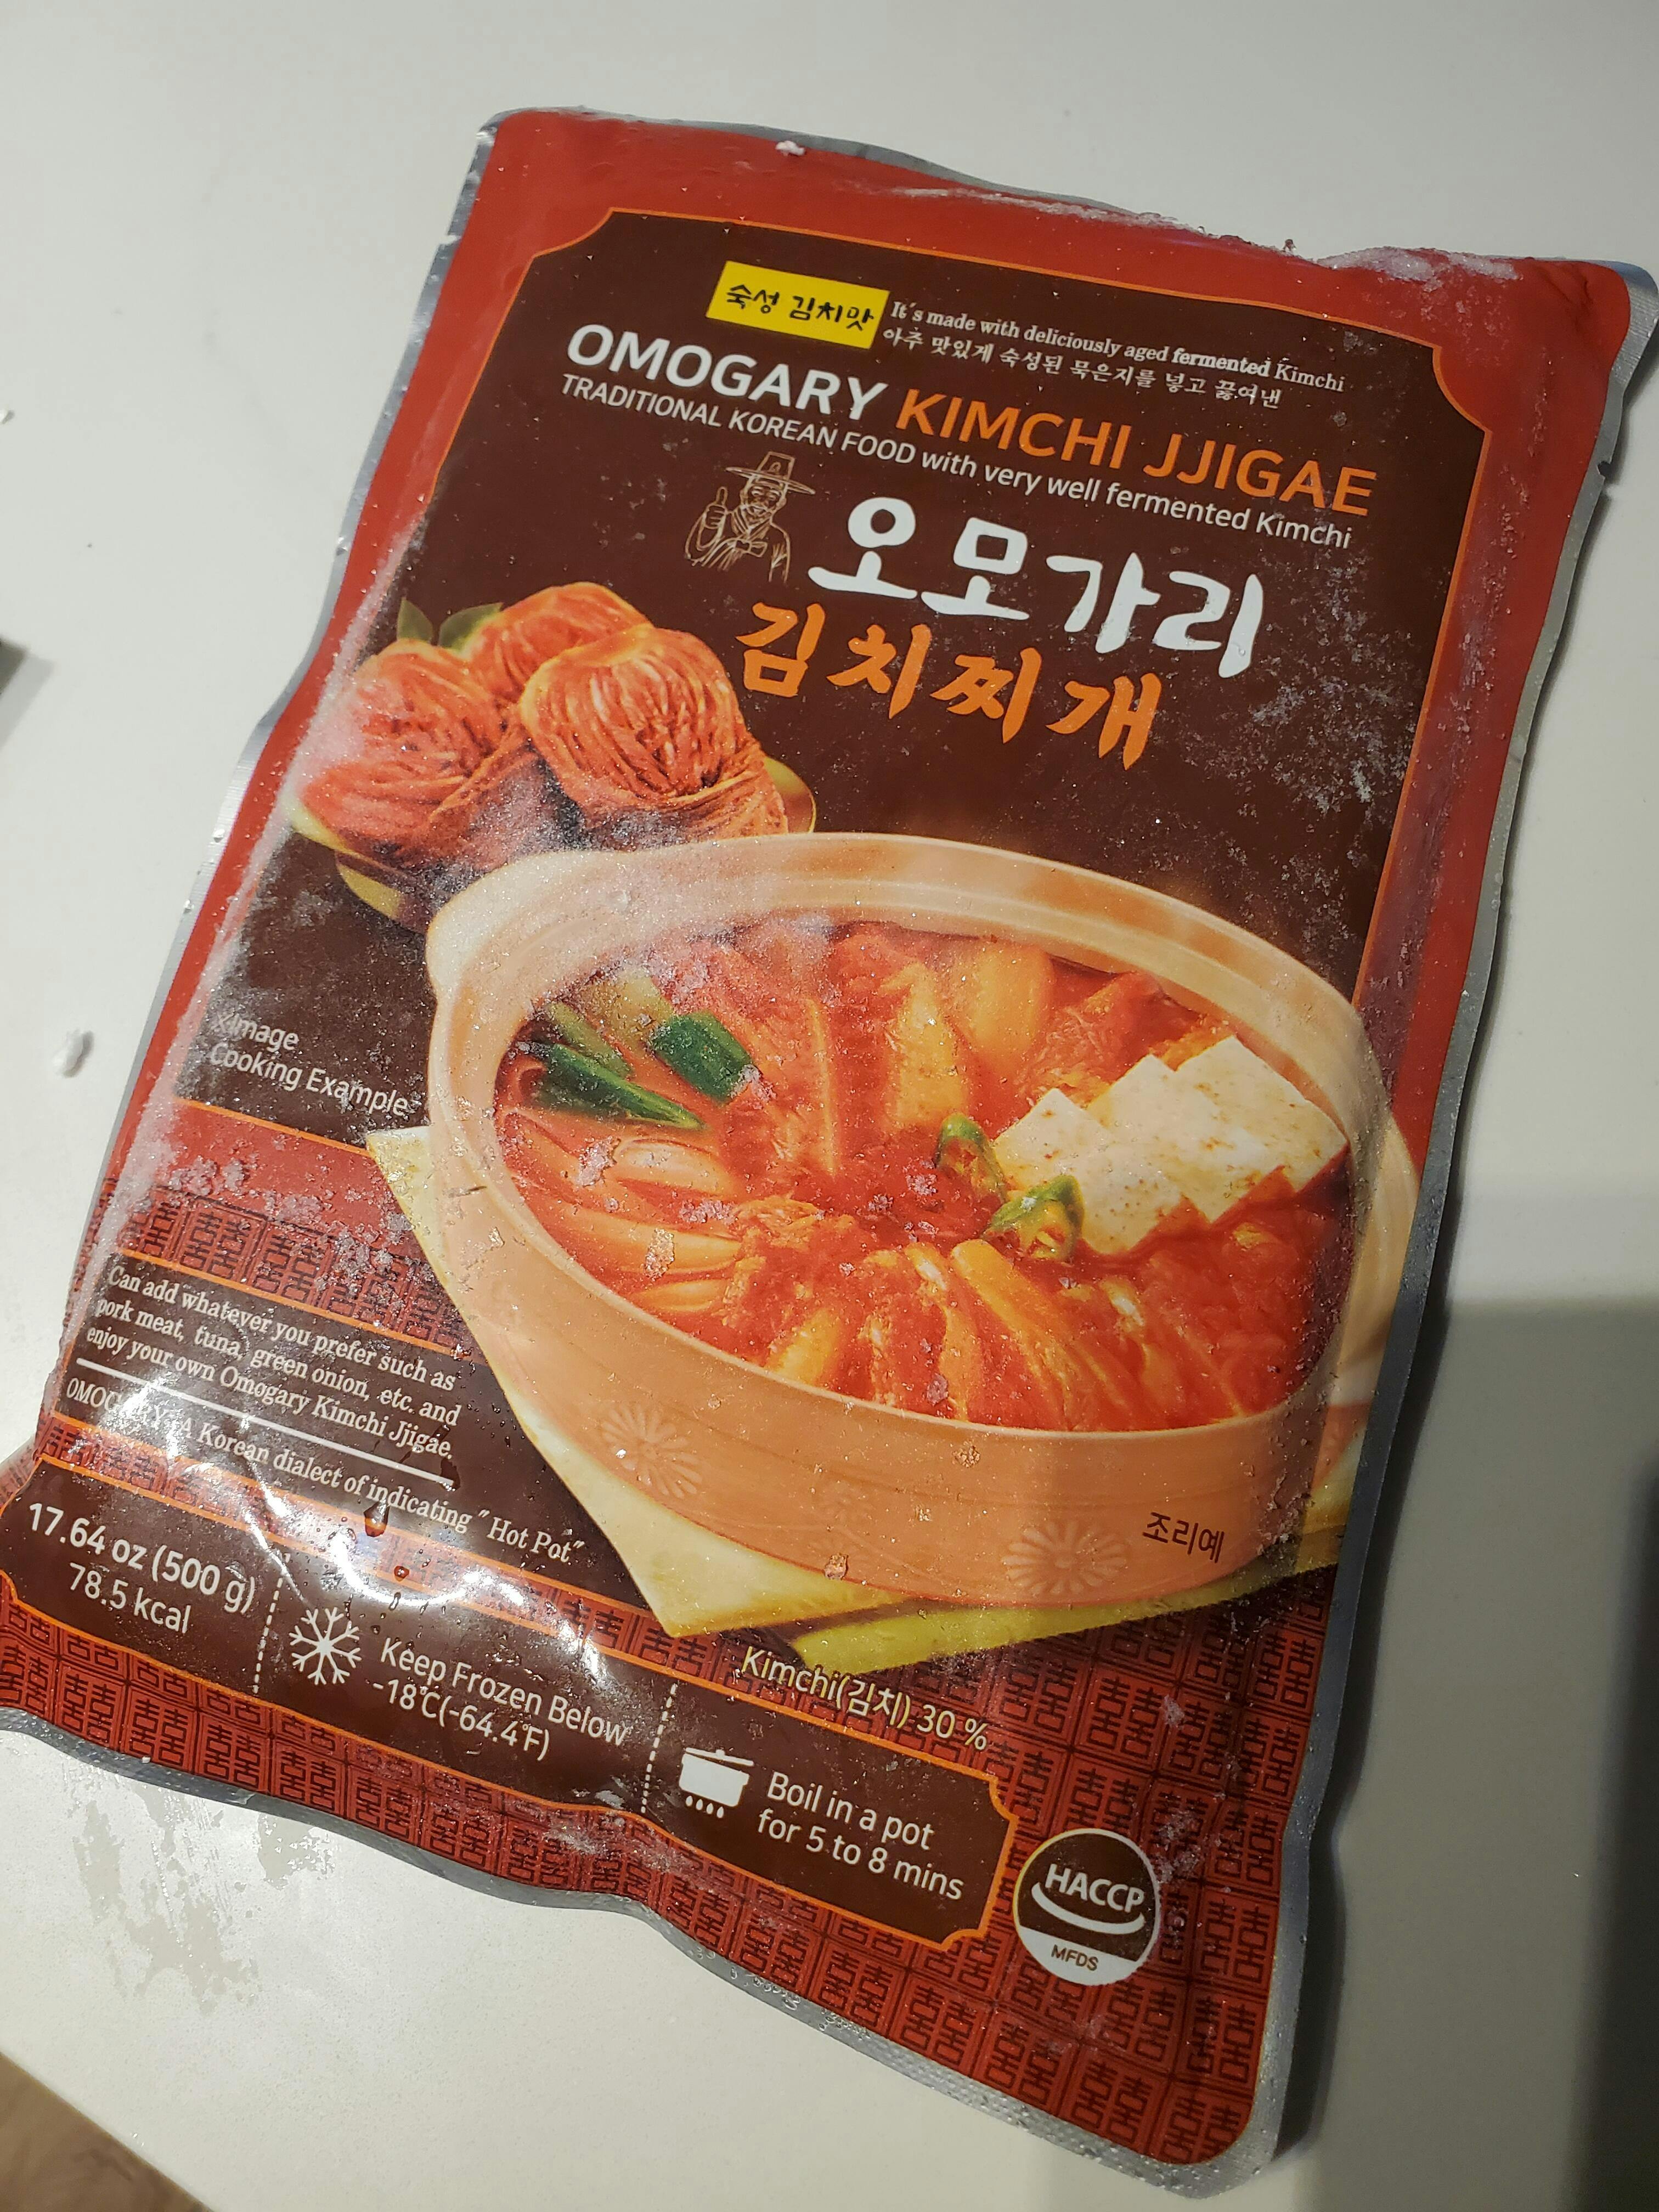 숙성 김치맛
It's made with deliciously aged fermented Kimchi
아주 맛있게 숙성된 묵은지를 넣고 끓여낸
OMOGARY KIMCHI JJIGAE
TRADITIONAL KOREAN FOOD with very well fermented Kimchi
오모가리
김치찌개
※Image
Cooking Example
Can add whatever you prefer such as
pork meat, tuna, green onion, etc. and
enjoy your own Omogary Kimchi Jjigae.
A Korean dialect of indicating "Hot Pot"
조리예
17.64 oz (500 g)
78.5 kcal
Keep Frozen Below
-18℃(-64.4℉)
Kimchi(김치) 30 %
Boil in a pot
for 5 to 8 mins
HACCP
MFDS